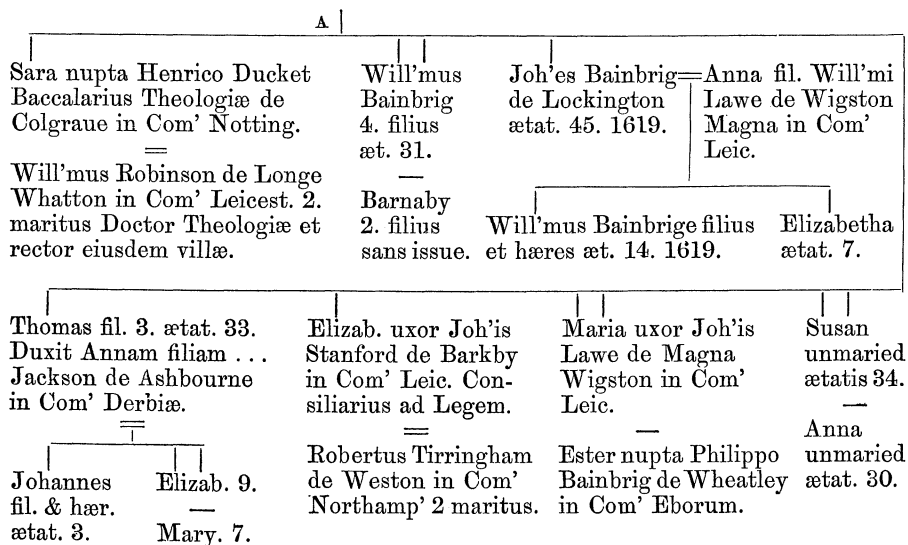 A
Sara nupta Henrico Ducket
Baccalarius Theologiæ de
Colgraue in Com' Notting.
=
Will'mus Robinson de Longe
Whatton in Com' Leicest. 2.
maritus Doctor Theologiæ et
rector eiusdem villæ.
Will'mus
Bainbrig
4. filius
æt. 31.
—
Barnaby
2. filius
sans issue.
Joh'es Bainbrig=Anna fil. Will'mi
de Lockington Lawe de Wigston
ætat. 45. 1619. Magna in Com'
Leic.
Will'mus Bainbrige filius
et hæres æt. 14. 1619.
Elizabetha
ætat. 7.
Thomas fil. 3. ætat. 33.
Duxit Annam filiam ...
Jackson de Ashbourne
in Com' Derbiæ.
=
Johannes
fil. & hær.
ætat. 3.
Elizab. 9.
—
Mary. 7.
Elizab. uxor Joh'is
Stanford de Barkby
in Com' Leic. Con-
siliarius ad Legem.
=
Robertus Tirringham
de Weston in Com'
Northamp' 2 maritus.
Maria uxor Joh'is
Lawe de Magna
Wigston in Com'
Leic.
—
Ester nupta Philippo
Bainbrig de Wheatley
in Com' Eborum.
Susan
unmaried
ætatis 34.
—
Anna
unmaried
ætat. 30.